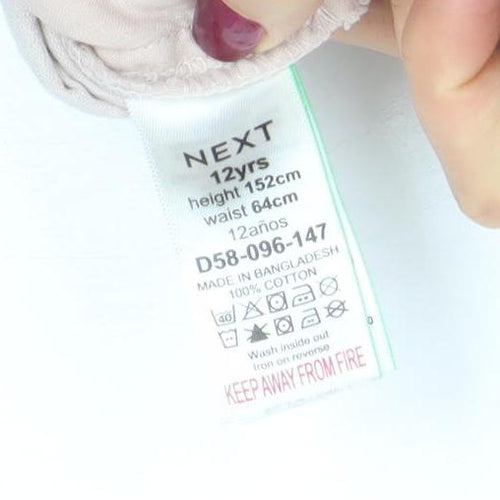 NEXT
12yrs
height 152cm
waist 64cm
12años
D58-096-147
MADE IN BANGLADESH
100% COTTON
40
Wash inside out
Iron on reverse
KEEP AWAY FROM FIRE